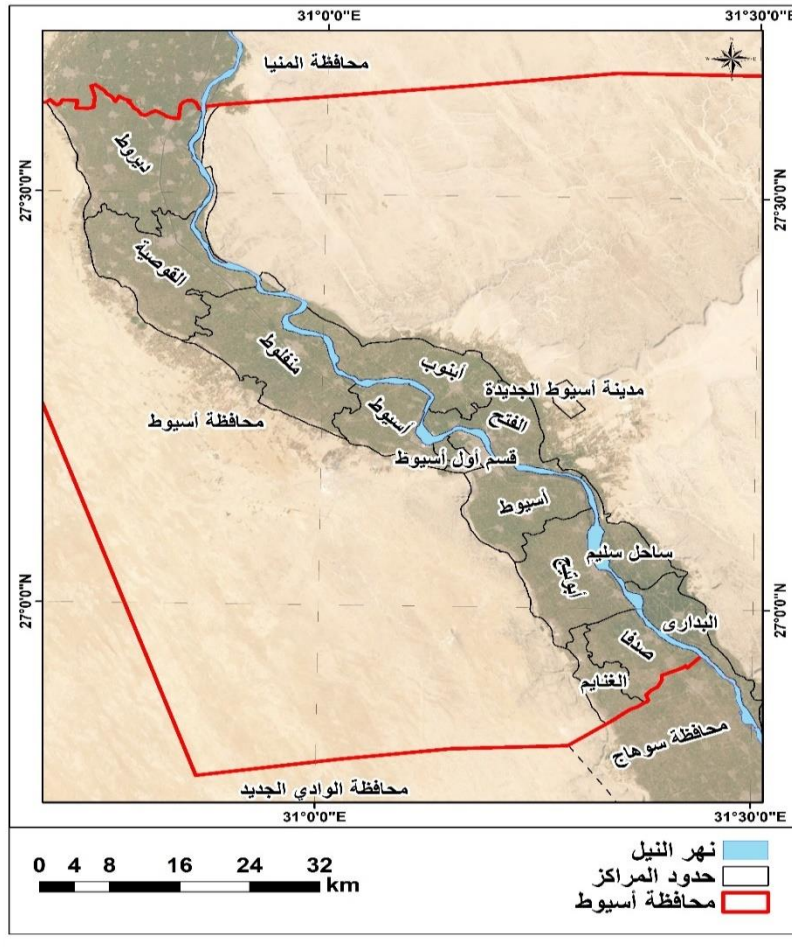 31°0'0"E
31°30'0"E
محافظة المنيا
ديروط
27°30'0"N
27°30'0"N
القوصية
منفلوط
أبنوب
مدينة أسيوط الجديدة
الفتح
أسيوط
محافظة أسيوط
قسم أول أسيوط
أسيوط
ساحل سليم
أبوتيج
27°0'0"N
27°0'0"N
البدارى
صدفا
الغنايم
محافظة سوهاج
محافظة الوادي الجديد
31°0'0"E
31°30'0"E
نهر النيل
حدود المراكز
محافظة أسيوط
0 4 8 16 24 32
km